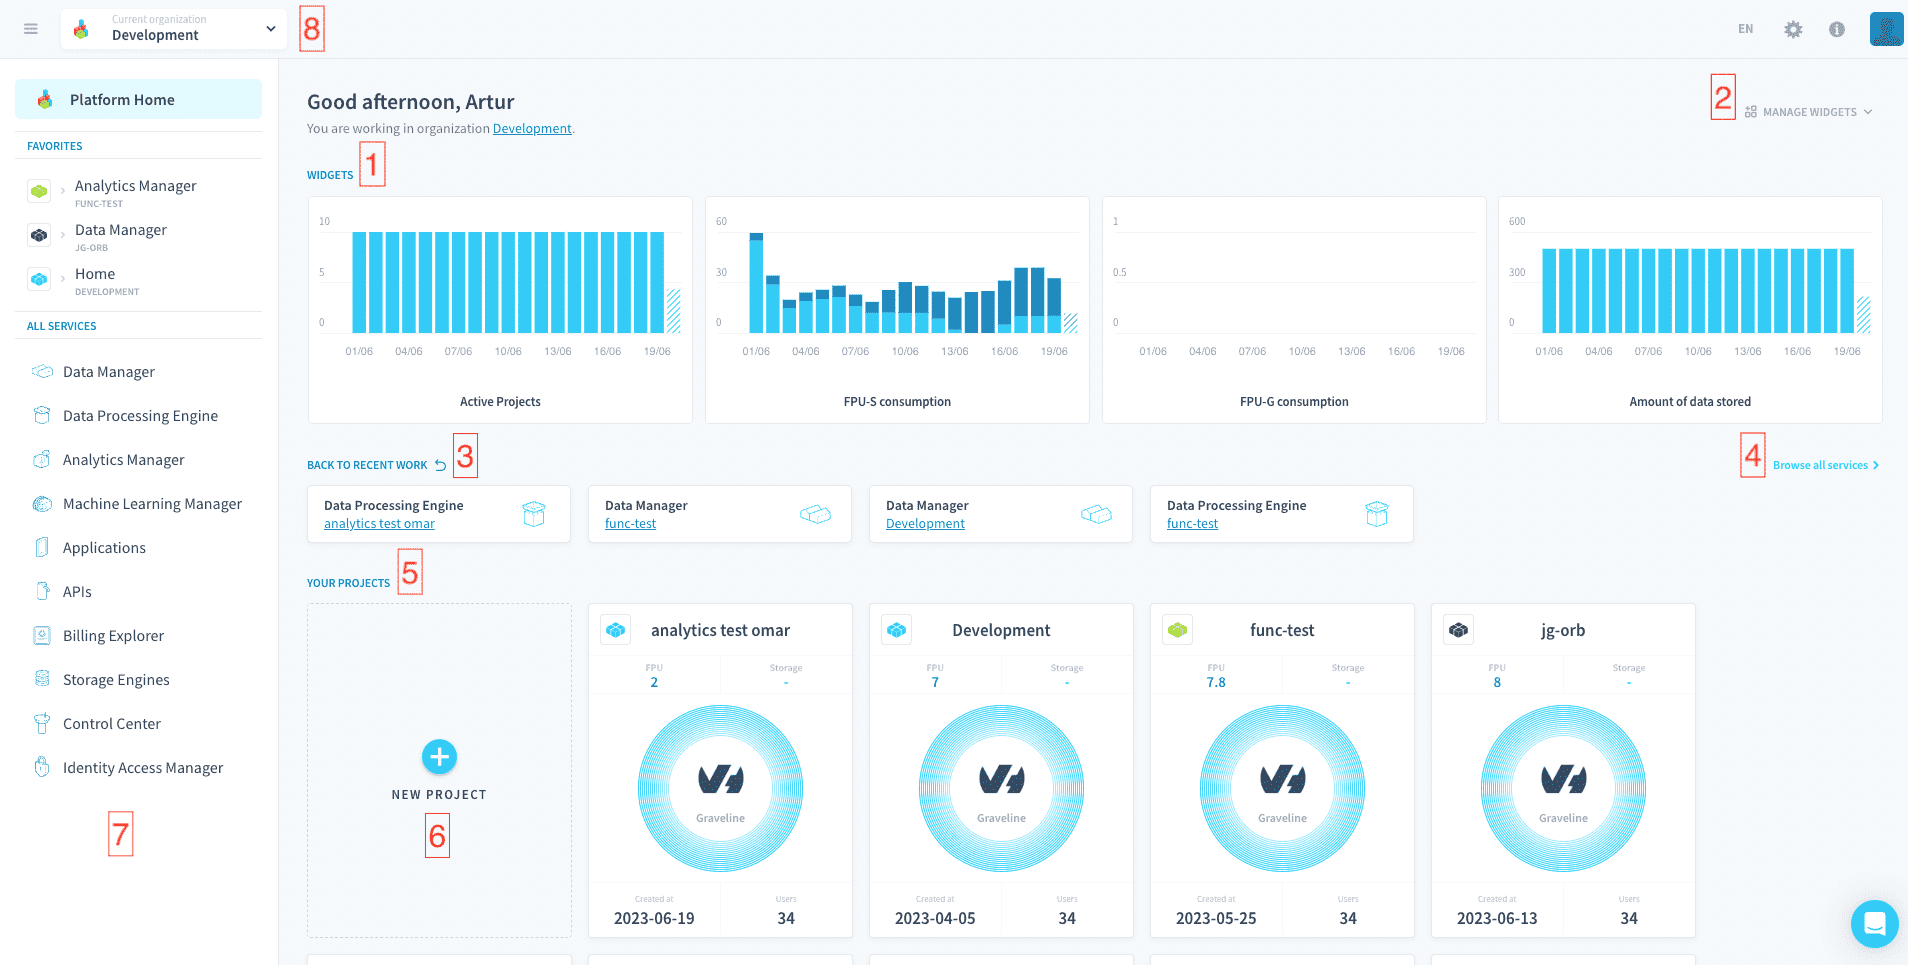 Current organization
Development
8
EN
Platform Home
FAVORITES
Analytics Manager
FUNC-TEST
Data Manager
JG-ORB
Home
DEVELOPMENT
ALL SERVICES
Data Manager
Data Processing Engine
Analytics Manager
Machine Learning Manager
Applications
APIs
Billing Explorer
Storage Engines
Control Center
Identity Access Manager
7
Good afternoon, Artur
You are working in organization Development.
2
MANAGE WIDGETS
WIDGETS
1
10
5
0
01/06 04/06 07/06 10/06 13/06 16/06 19/06
Active Projects
60
30
0
01/06 04/06 07/06 10/06 13/06 16/06 19/06
FPU-S consumption
1
0.5
0
01/06 04/06 07/06 10/06 13/06 16/06 19/06
FPU-G consumption
600
300
0
01/06 04/06 07/06 10/06 13/06 16/06 19/06
Amount of data stored
BACK TO RECENT WORK
3
4
Browse all services
Data Processing Engine
analytics test omar
Data Manager
func-test
Data Manager
Development
Data Processing Engine
func-test
YOUR PROJECTS
5
NEW PROJECT
6
analytics test omar
FPU Storage
2 -
Graveline
Created at Users
2023-06-19 34
Development
FPU Storage
7 -
Graveline
Created at Users
2023-04-05 34
func-test
FPU Storage
7.8 -
Graveline
Created at Users
2023-05-25 34
jg-orb
FPU Storage
8 -
Graveline
Created at Users
2023-06-13 34